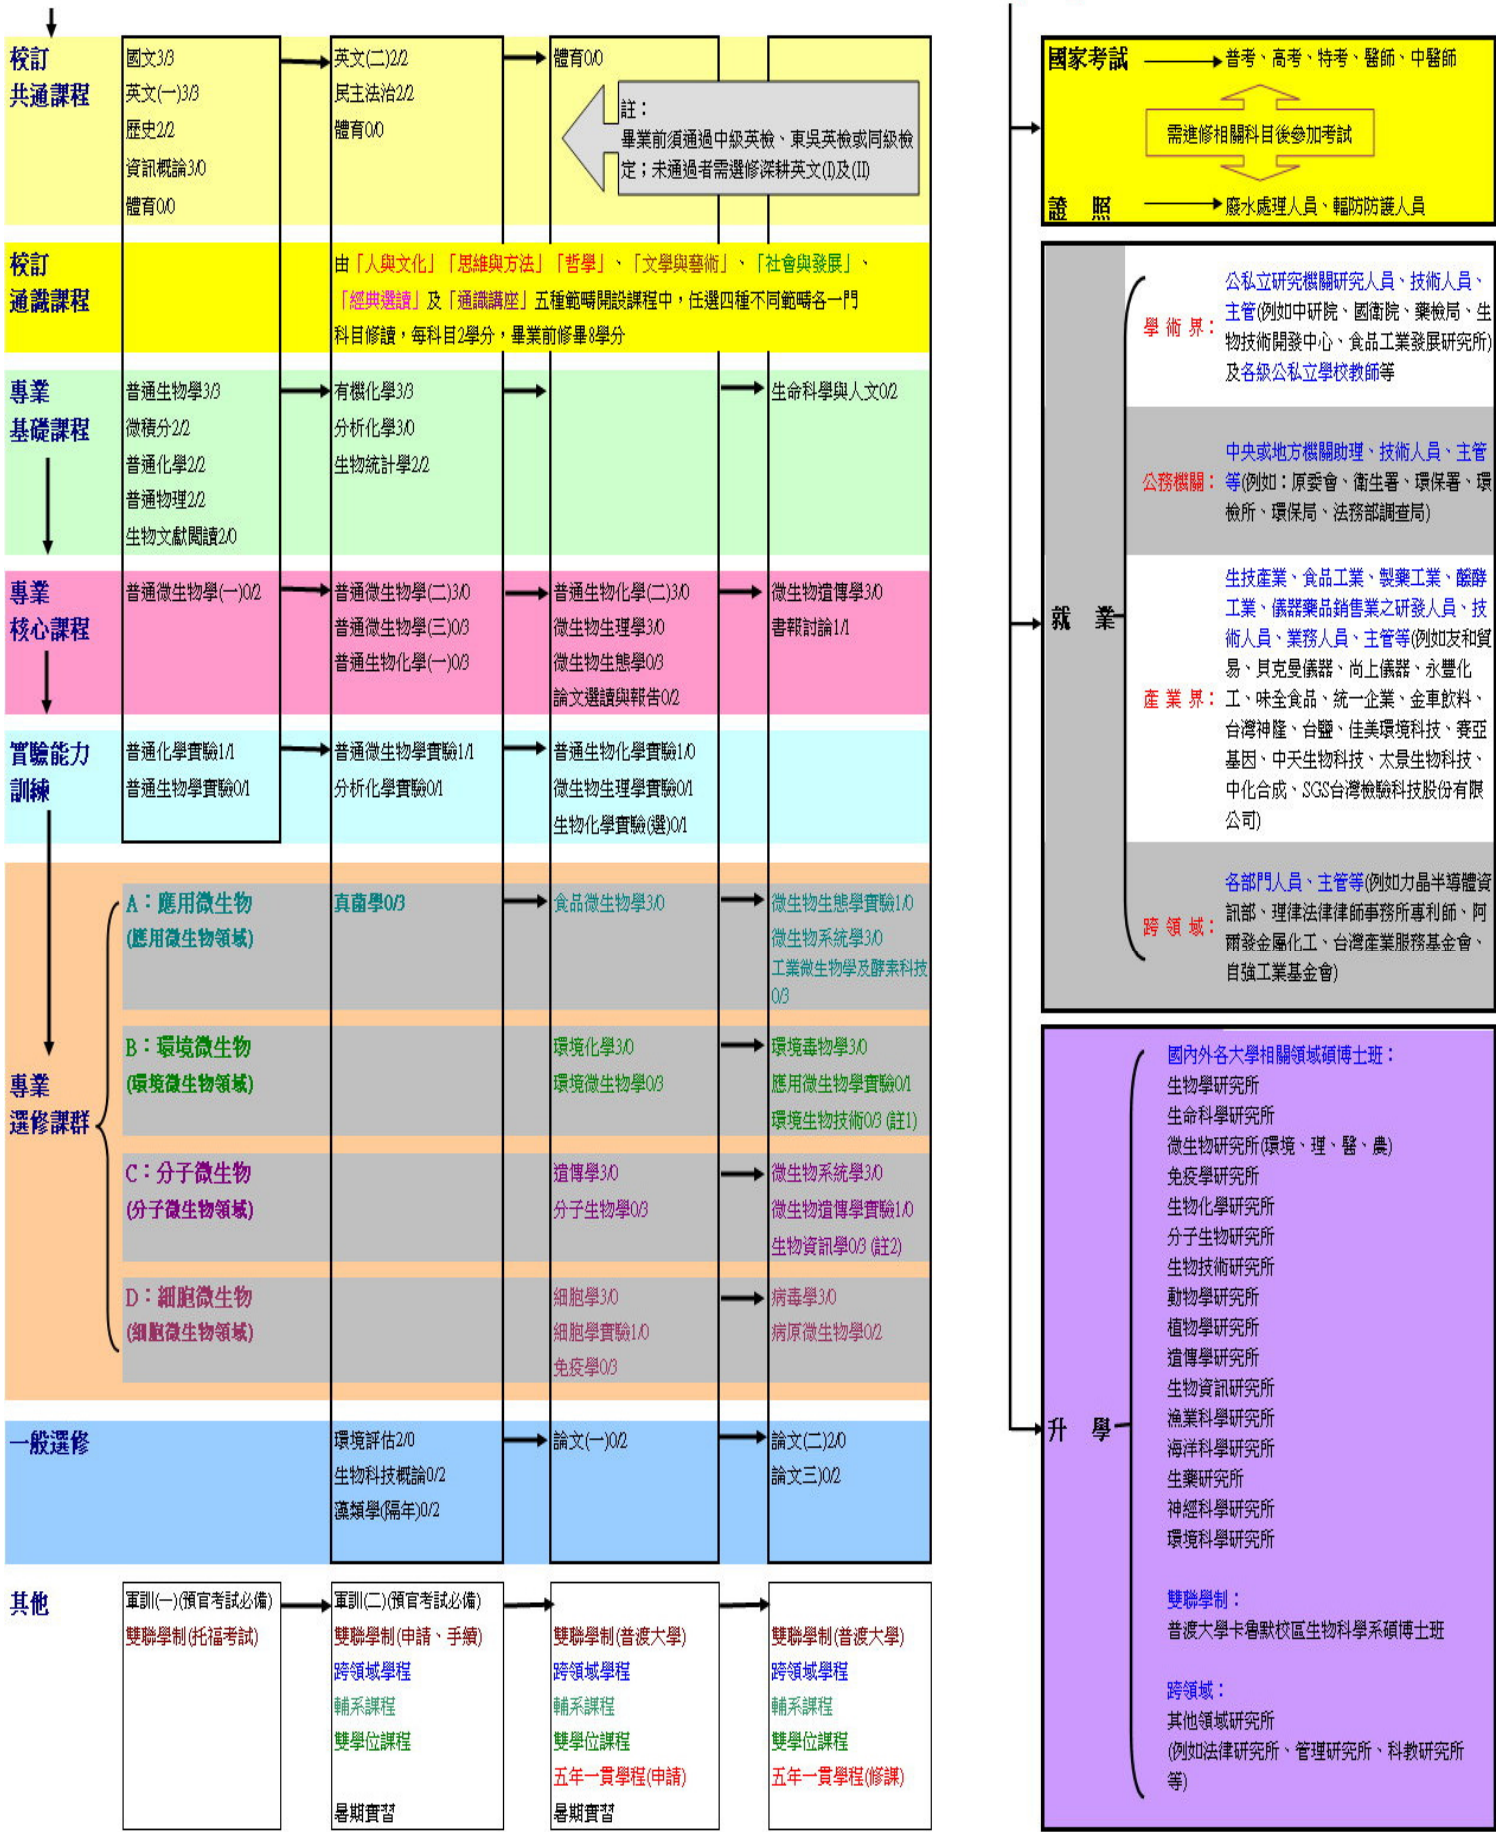 校訂
共通課程
國文3/3
英文(一)3/3
歷史2/2
資訊概論3/0
體育0/0
英文(二)2/2
民主法治2/2
體育0/0
體育0/0
註：
畢業前須通過中級英檢、東吳英檢或同級檢
定；未通過者需選修深耕英文(I)及(II)
校訂
通識課程
由「人與文化」「思維與方法」「哲學」、「文學與藝術」、「社會與發展」、
「經典選讀」及「通識講座」五種範疇開設課程中，任選四種不同範疇各一門
科目修讀，每科目2學分，畢業前修畢8學分
專業
基礎課程
普通生物學3/3
微積分2/2
普通化學2/2
普通物理2/2
生物文獻閱讀2/0
有機化學3/3
分析化學3/0
生物統計學2/2
生命科學與人文0/2
專業
核心課程
普通微生物學(一)0/2
普通微生物學(二)3/0
普通微生物學(三)0/3
普通生物化學(一)0/3
普通生物化學(二)3/0
微生物生理學3/0
微生物生態學0/3
論文選讀與報告0/2
微生物遺傳學3/0
書報討論1/1
實驗能力
訓練
普通化學實驗1/1
普通生物學實驗0/1
普通微生物學實驗1/1
分析化學實驗0/1
普通生物化學實驗1/0
微生物生理學實驗0/1
生物化學實驗(選)0/1
專業
選修課群
A：應用微生物
(應用微生物領域)
真菌學0/3
食品微生物學3/0
微生物生態學實驗1/0
微生物系統學3/0
工業微生物學及酵素科技
0/3
B：環境微生物
(環境微生物領域)
環境化學3/0
環境微生物學0/3
環境毒物學3/0
應用微生物學實驗0/1
環境生物技術0/3 (註1)
C：分子微生物
(分子微生物領域)
遺傳學3/0
分子生物學0/3
微生物系統學3/0
微生物遺傳學實驗1/0
生物資訊學0/3 (註2)
D：細胞微生物
(細胞微生物領域)
細胞學3/0
細胞學實驗1/0
免疫學0/3
病毒學3/0
病原微生物學0/2
一般選修
環境評估2/0
生物科技概論0/2
藻類學(隔年)0/2
論文(一)0/2
論文(二)2/0
論文三)0/2
其他
軍訓(一)(預官考試必備)
雙聯學制(托福考試)
軍訓(二)(預官考試必備)
雙聯學制(申請、手續)
跨領域學程
輔系課程
雙學位課程
暑期實習
雙聯學制(普渡大學)
跨領域學程
輔系課程
雙學位課程
五年一貫學程(申請)
暑期實習
雙聯學制(普渡大學)
跨領域學程
輔系課程
雙學位課程
五年一貫學程(修課)
國家考試
普考、高考、特考、醫師、中醫師
需進修相關科目後參加考試
證 照
廢水處理人員、輻防防護人員
就 業
學 術 界：
公私立研究機關研究人員、技術人員、
主管(例如中研院、國衛院、藥檢局、生
物技術開發中心、食品工業發展研究所)
及各級公私立學校教師等
公務機關：
中央或地方機關助理、技術人員、主管
等(例如：原委會、衛生署、環保署、環
檢所、環保局、法務部調查局)
產 業 界：
生技產業、食品工業、製藥工業、醱酵
工業、儀器藥品銷售業之研發人員、技
術人員、業務人員、主管等(例如友和貿
易、貝克曼儀器、尚上儀器、永豐化
工、味全食品、統一企業、金車飲料、
台灣神隆、台鹽、佳美環境科技、賽亞
基因、中天生物科技、太景生物科技、
中化合成、SGS台灣檢驗科技股份有限
公司)
跨 領 域：
各部門人員、主管等(例如力晶半導體資
訊部、理律法律律師事務所專利師、阿
爾發金屬化工、台灣產業服務基金會、
自強工業基金會)
升 學
國內外各大學相關領域碩博士班：
生物學研究所
生命科學研究所
微生物研究所(環境、理、醫、農)
免疫學研究所
生物化學研究所
分子生物研究所
生物技術研究所
動物學研究所
植物學研究所
遺傳學研究所
生物資訊研究所
漁業科學研究所
海洋科學研究所
生藥研究所
神經科學研究所
環境科學研究所
雙聯學制：
普渡大學卡魯默校區生物科學系碩博士班
跨領域：
其他領域研究所
(例如法律研究所、管理研究所、科教研究所
等)